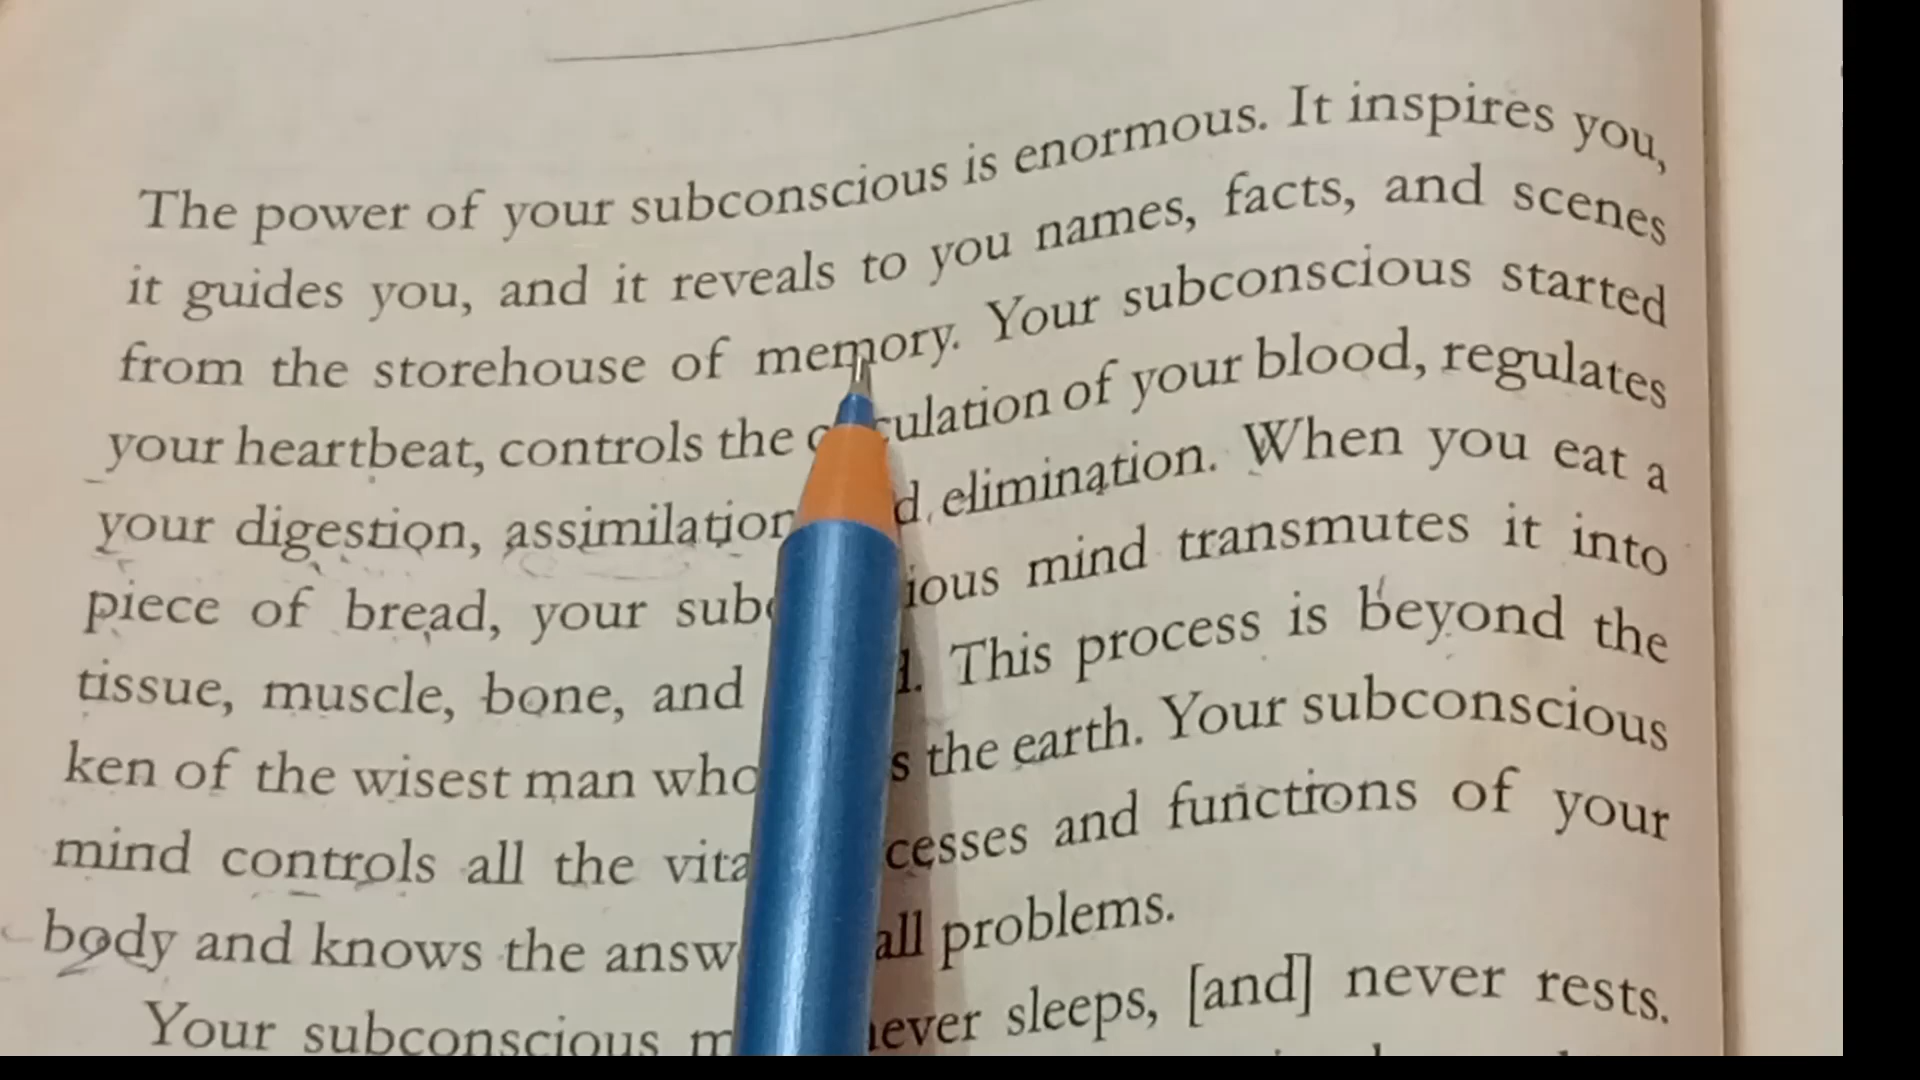 The power of your subconscious is enormous. It inspires you,
it guides you, and it reveals to you names, facts, and scenes
from the storehouse of memory. Your subconscious started
your heartbeat, controls the culation of your blood, regulates
your digestion, assimilation d elimination. When you eat a
piece of bread, your sub ious mind transmutes it into
tissue, muscle, bone, and This process is beyond the
ken of the wisest man who s the earth. Your subconscious
mind controls all the vita cesses and functions of your
body and knows the answ all problems.
Your subconscious m never sleeps, [and] never rests.